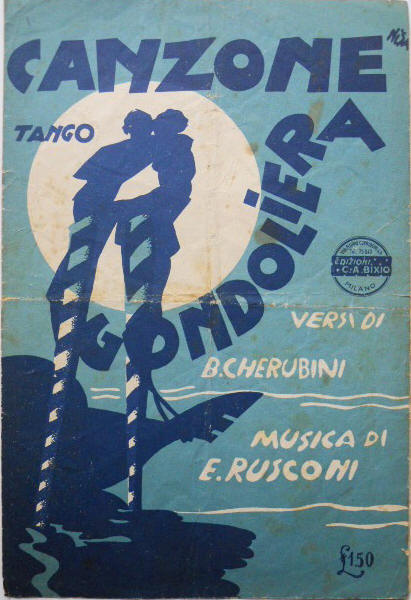 CANZONE
TANGO
GONDOLIERA
EDIZIONI
C.A. BIXIO
MILANO
VERSI DI
B. CHERUBINI
MUSICA DI
E. RUSCONI
£1.50